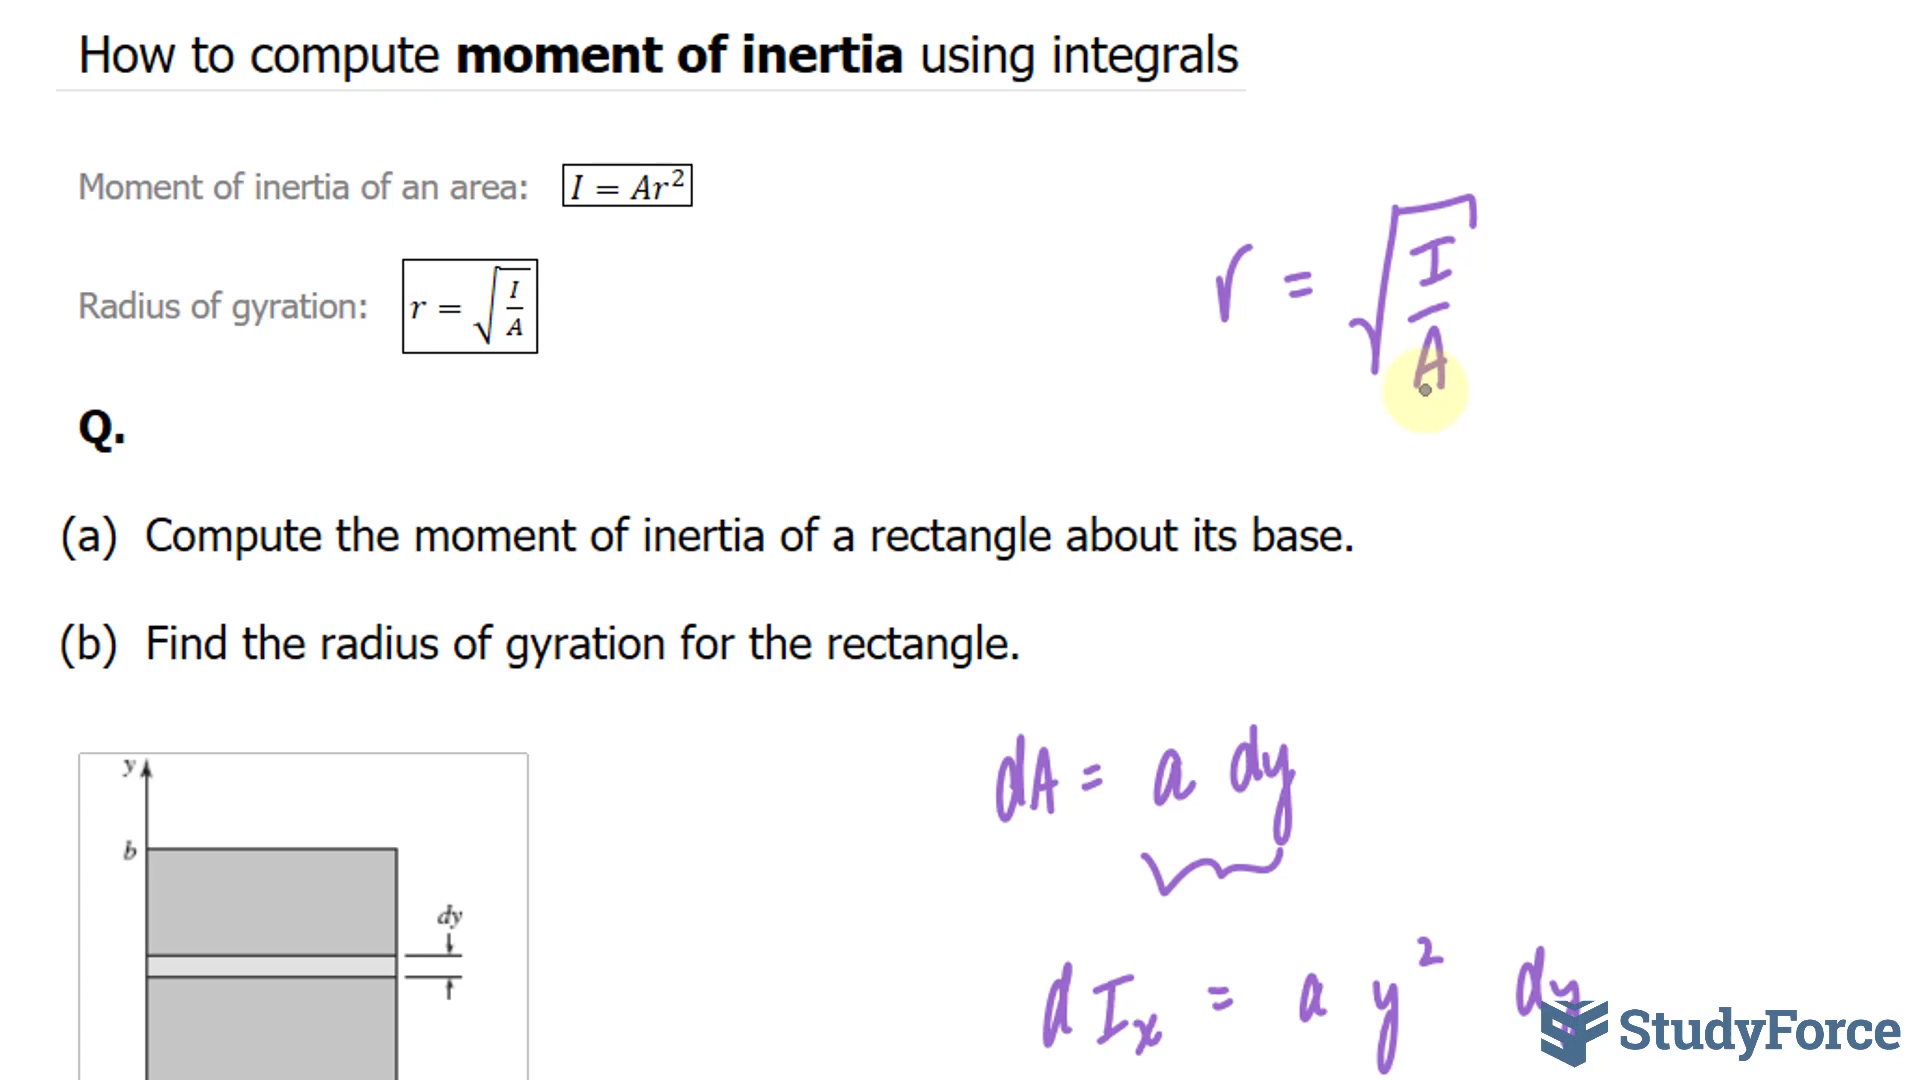 How to compute moment of inertia using integrals
Moment of inertia of an area: I = Ar²
Radius of gyration: r = √(I/A)
r = √(I/A)
Q.
(a) Compute the moment of inertia of a rectangle about its base.
(b) Find the radius of gyration for the rectangle.
dA = a dy
y
b
dy
dIₓ = a y² dy
StudyForce